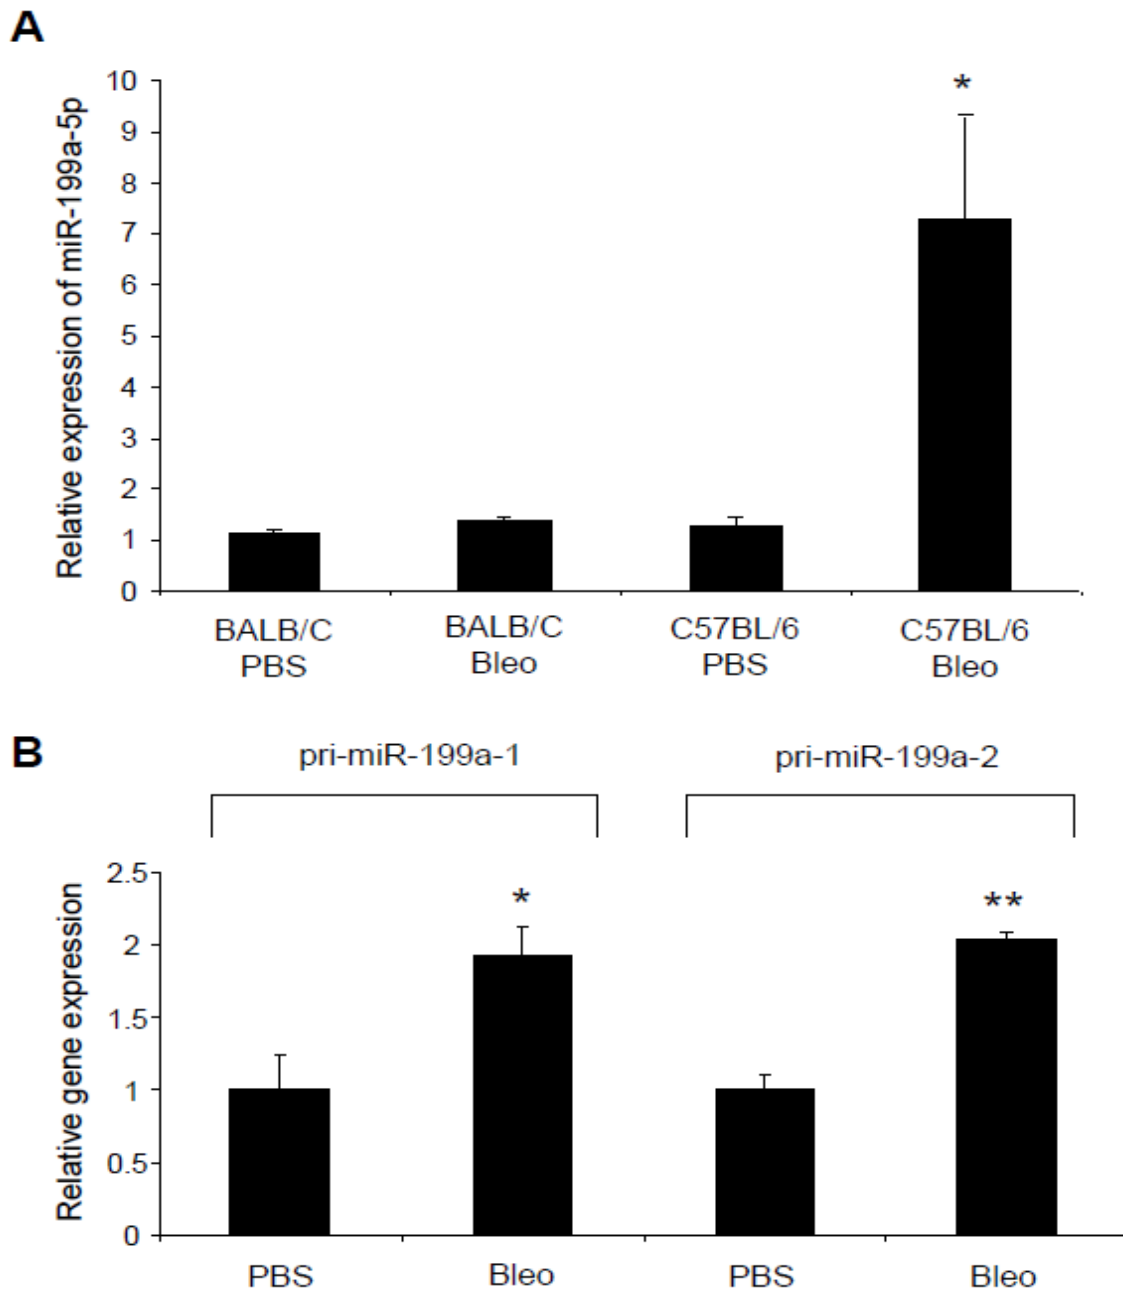 A
Relative expression of miR-199a-5p
10
9
8
7
6
5
4
3
2
1
0
*
BALB/C
PBS
BALB/C
Bleo
C57BL/6
PBS
C57BL/6
Bleo
B
pri-miR-199a-1
pri-miR-199a-2
Relative gene expression
2.5
2
1.5
1
0.5
0
*
**
PBS
Bleo
PBS
Bleo